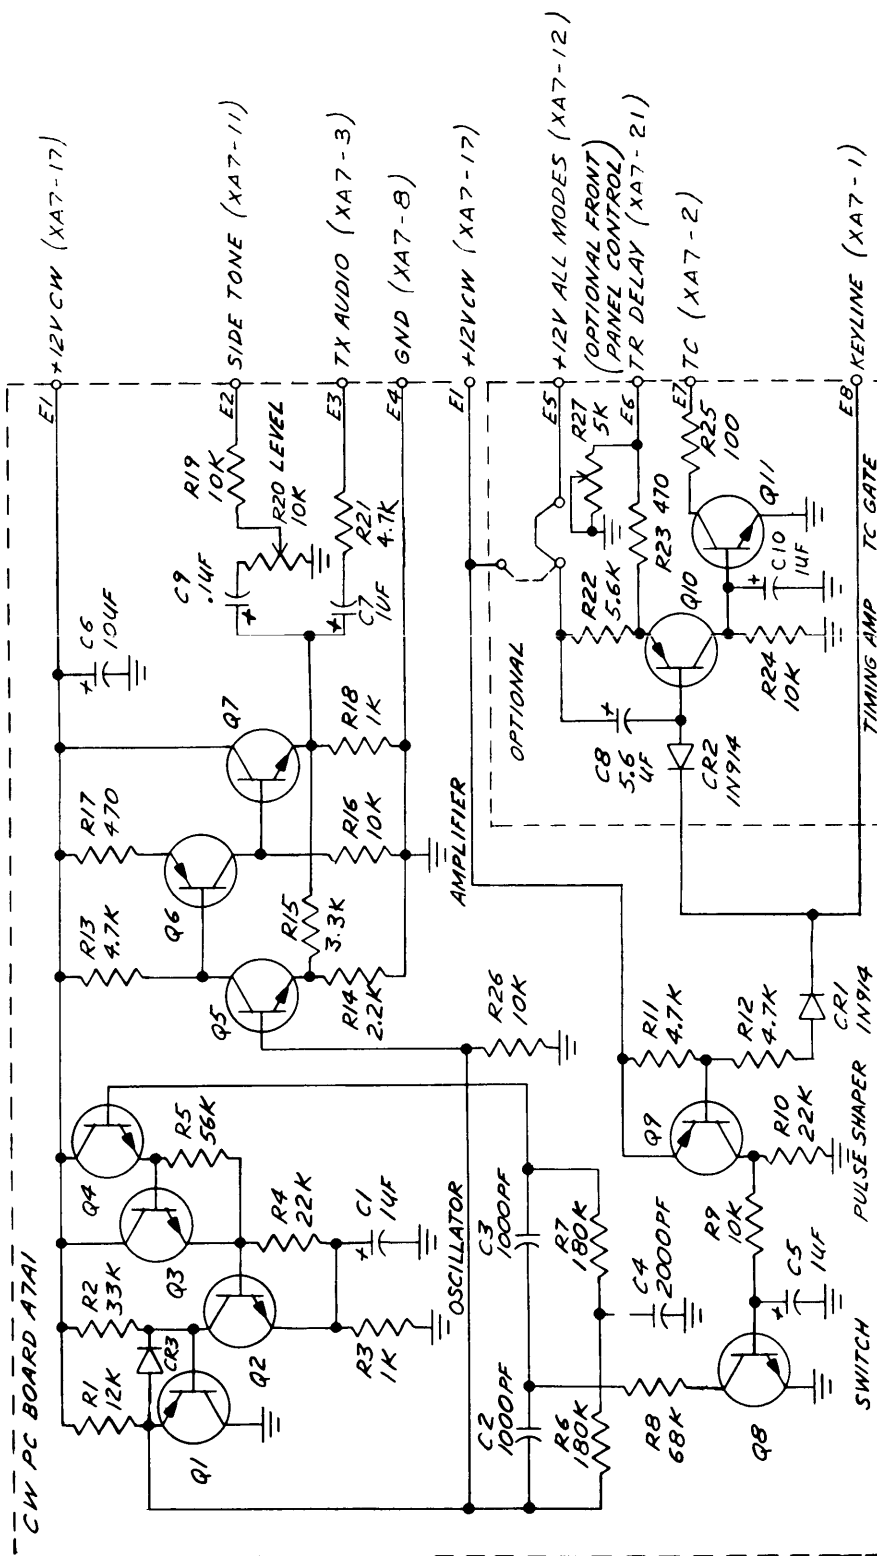 CW PC BOARD A7A1
E1 +12V CW (XA7-17)
E2 SIDE TONE (XA7-11)
E3 TX AUDIO (XA7-3)
E4 GND (XA7-8)
E1 +12V CW (XA7-17)
E5 +12V ALL MODES (XA7-12)
(OPTIONAL FRONT
PANEL CONTROL)
E6 TR DELAY (XA7-21)
E7 TC (XA7-2)
E8 KEYLINE (XA7-1)
R1
12K
R2
33K
CR3
Q1
Q2
Q3
Q4
R5
56K
R4
22K
R3
1K
C1
1UF
OSCILLATOR
R13
4.7K
R17
470
Q6
Q7
Q5
R15
3.3K
R14
2.2K
R16
10K
R18
1K
C6
10UF
C9
.1UF
R19
10K
R20 LEVEL
10K
C7
1UF
R21
4.7K
AMPLIFIER
R26
10K
C2
1000PF
C3
1000PF
R6
180K
R7
180K
C4
2000PF
R8
68K
Q8
SWITCH
C5
1UF
R9
10K
Q9
R10
22K
PULSE SHAPER
R11
4.7K
R12
4.7K
CR1
1N914
OPTIONAL
C8
5.6
UF
CR2
1N914
R22
5.6K
R27
5K
R23 470
Q10
R24
10K
C10
1UF
Q11
R25
100
TIMING AMP
TC GATE